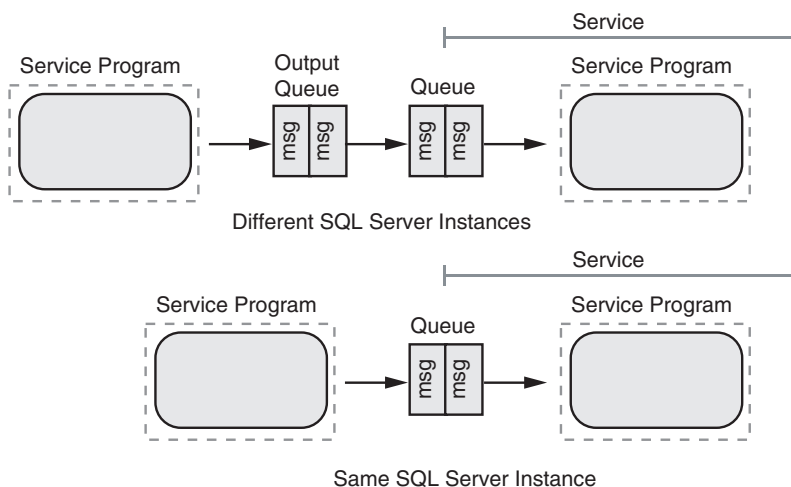 Service
Service Program
Output
Queue
Queue
Service Program
msg
msg
msg
msg
Different SQL Server Instances
Service
Service Program
Queue
Service Program
msg
msg
Same SQL Server Instance